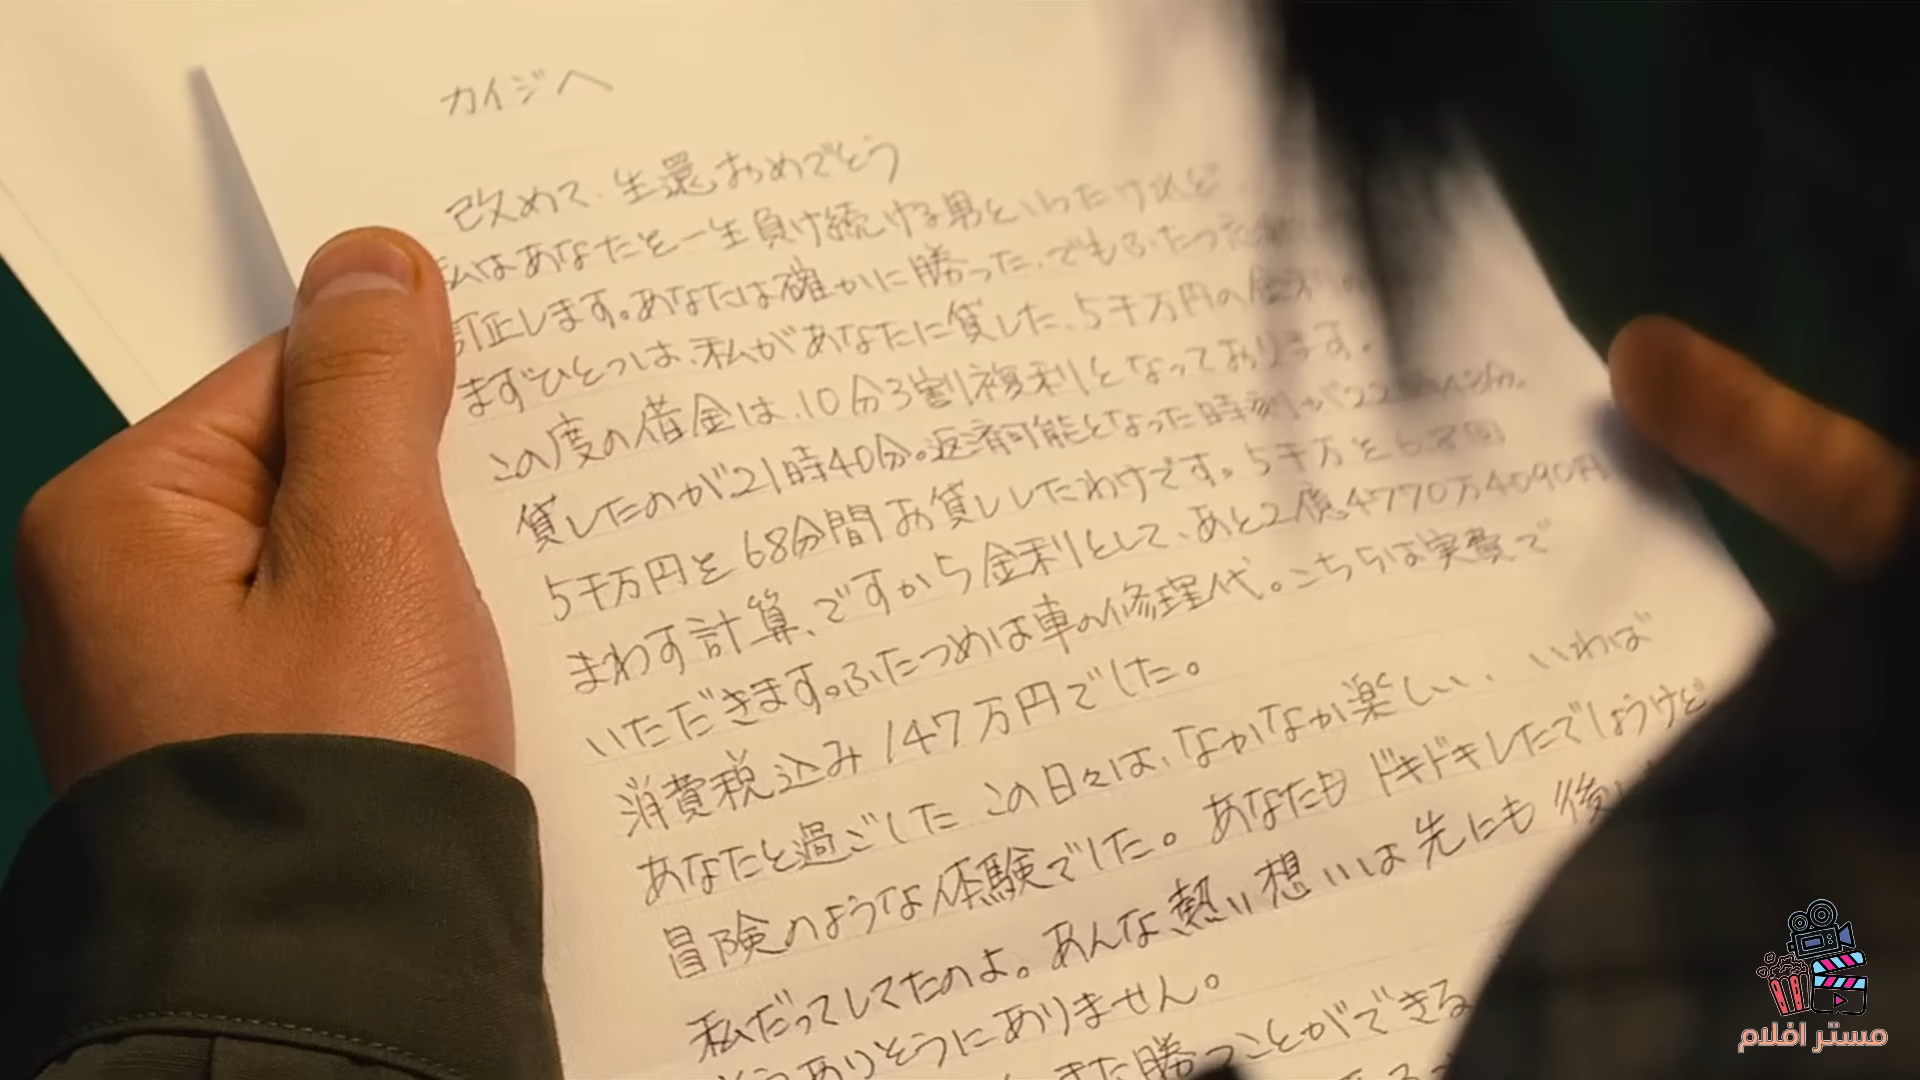 カイジへ
改めて、生還おめでとう
私はあなたを一生負け続ける男といったけれど、
訂正します。あなたは確かに勝った、でもふたつ
まずひとつは、私があなたに貸した、5千万円の金利
この度の借金は、10分3割複利となっております。
貸したのが21時40分。返済可能となった時刻が22
5千万円を68分間お貸ししたわけです。5千万を6
まわす計算、ですから金利として、あと2億4770万4090円
いただきます。ふたつめは車の修理代。こちらは実費で
消費税込み147万円でした。
あなたと過ごしたこの日々は、なかなか楽しい、いわば
冒険のような体験でした。あなたもドキドキしたでしょうけど
私だってしてたのよ。あんな熱い想いは先にも後
ありそうにありません。
勝つことができる
مستر افلام